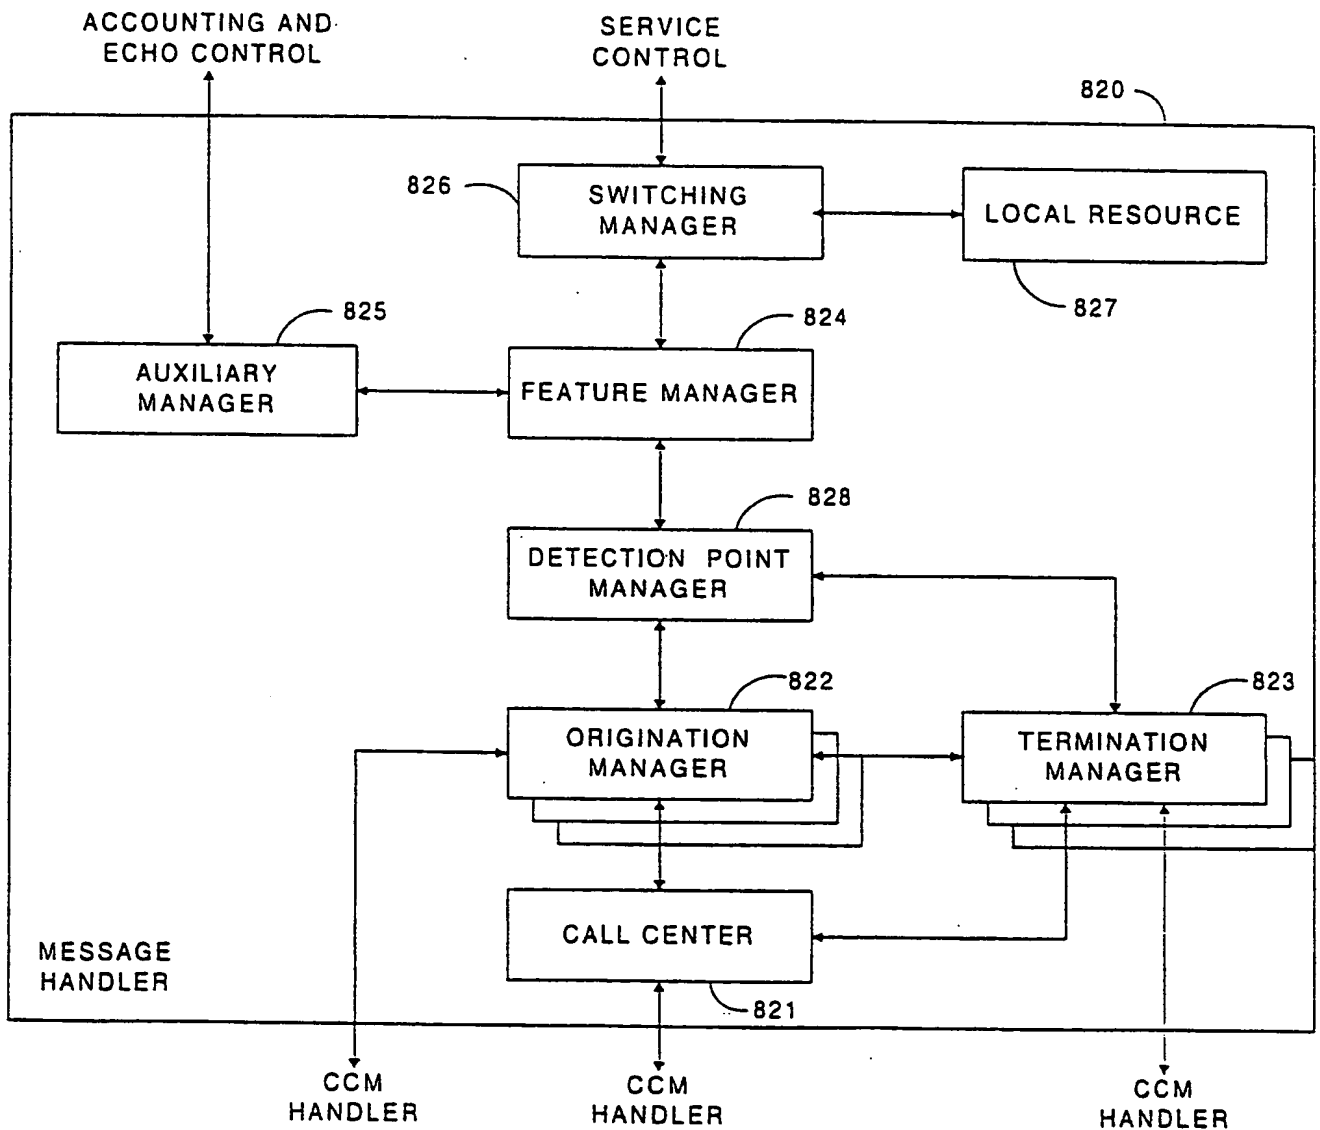 ACCOUNTING AND
ECHO CONTROL
SERVICE
CONTROL
820
826
SWITCHING
MANAGER
LOCAL RESOURCE
827
825
824
AUXILIARY
MANAGER
FEATURE MANAGER
828
DETECTION POINT
MANAGER
822
823
ORIGINATION
MANAGER
TERMINATION
MANAGER
CALL CENTER
MESSAGE
HANDLER
821
CCM
HANDLER
CCM
HANDLER
CCM
HANDLER